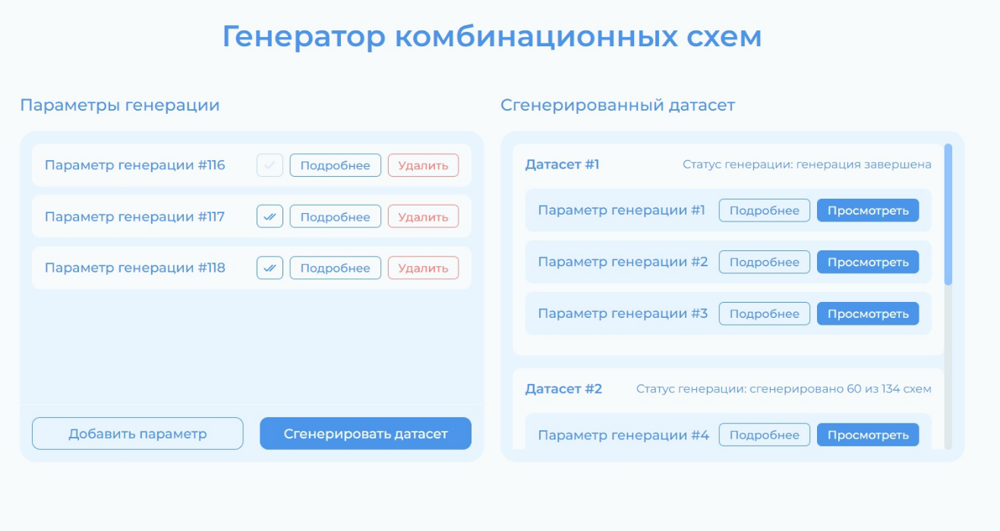 Генератор комбинационных схем
Параметры генерации
Параметр генерации #116 Подробнее Удалить
Параметр генерации #117 Подробнее Удалить
Параметр генерации #118 Подробнее Удалить
Добавить параметр Сгенерировать датасет
Сгенерированный датасет
Датасет #1 Статус генерации: генерация завершена
Параметр генерации #1 Подробнее Просмотреть
Параметр генерации #2 Подробнее Просмотреть
Параметр генерации #3 Подробнее Просмотреть
Датасет #2 Статус генерации: сгенерировано 60 из 134 схем
Параметр генерации #4 Подробнее Просмотреть